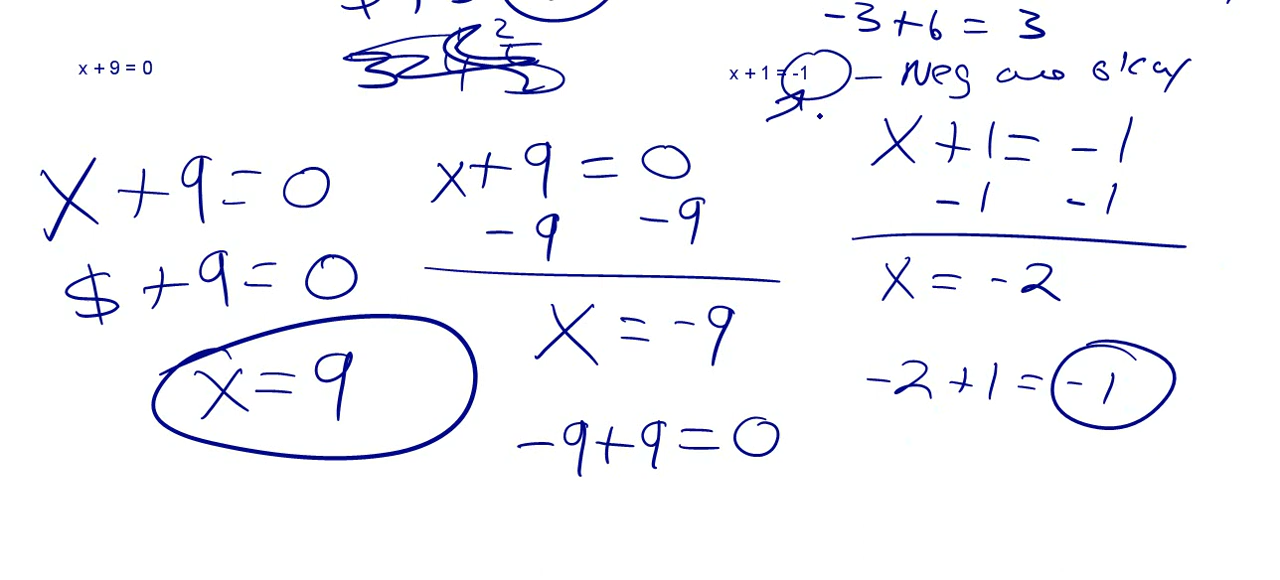 -3+6 = 3
x + 9 = 0
x + 1 = -1 — Neg are okay
X + 9 = 0
$ + 9 = 0
x = 9
x + 9 = 0
- 9 - 9
X = -9
-9+9 = 0
X + 1 = -1
- 1 - 1
X = -2
-2 + 1 = -1